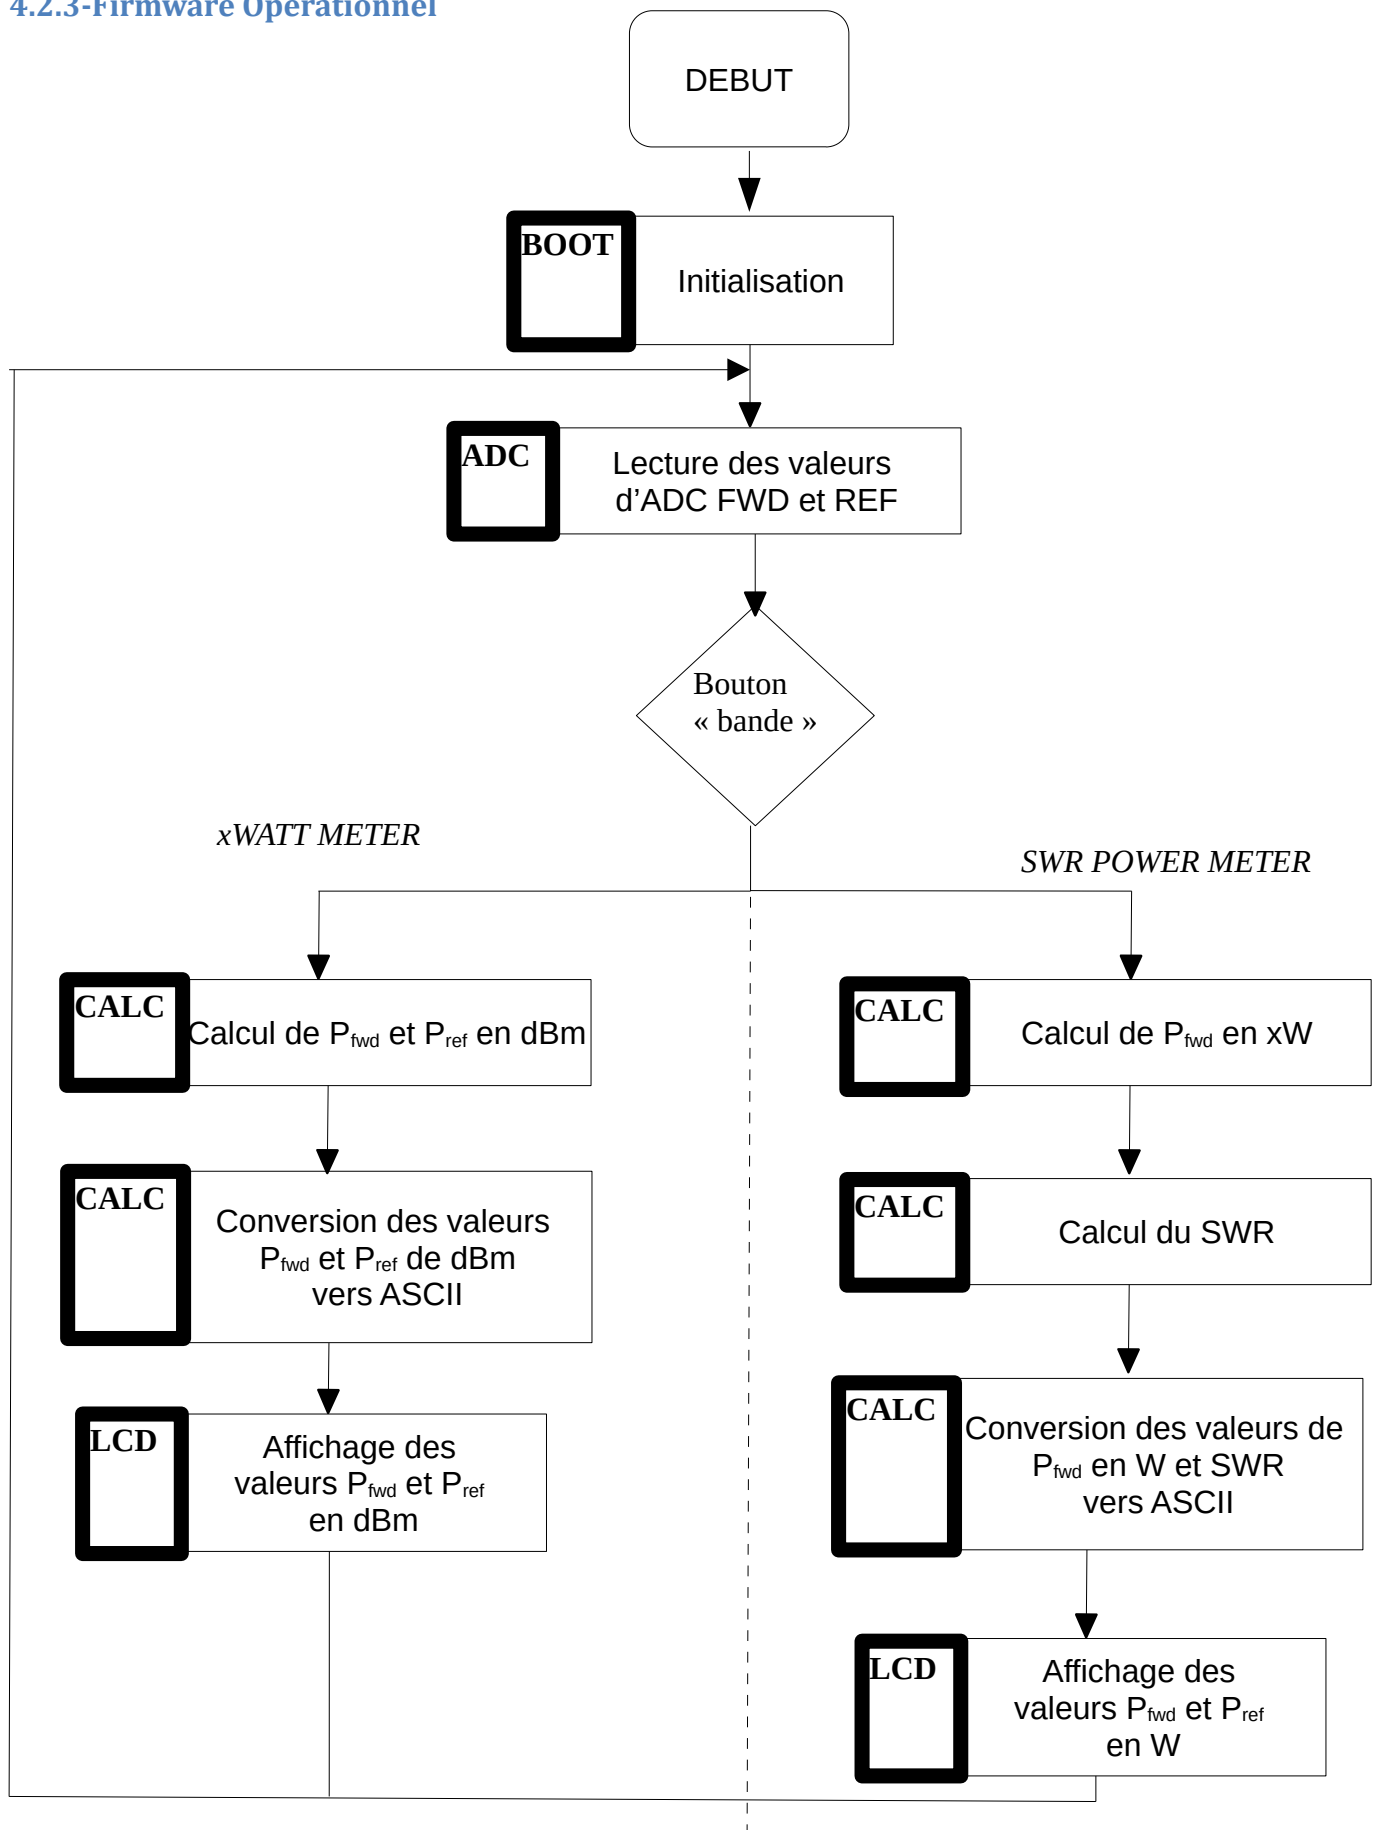 4.2.3-Firmware Opérationnel
DEBUT
BOOT
Initialisation
ADC
Lecture des valeurs
d’ADC FWD et REF
Bouton
« bande »
xWATT METER
SWR POWER METER
CALC
Calcul de Pfwd et Pref en dBm
CALC
Conversion des valeurs
Pfwd et Pref de dBm
vers ASCII
LCD
Affichage des
valeurs Pfwd et Pref
en dBm
CALC
Calcul de Pfwd en xW
CALC
Calcul du SWR
CALC
Conversion des valeurs de
Pfwd en W et SWR
vers ASCII
LCD
Affichage des
valeurs Pfwd et Pref
en W